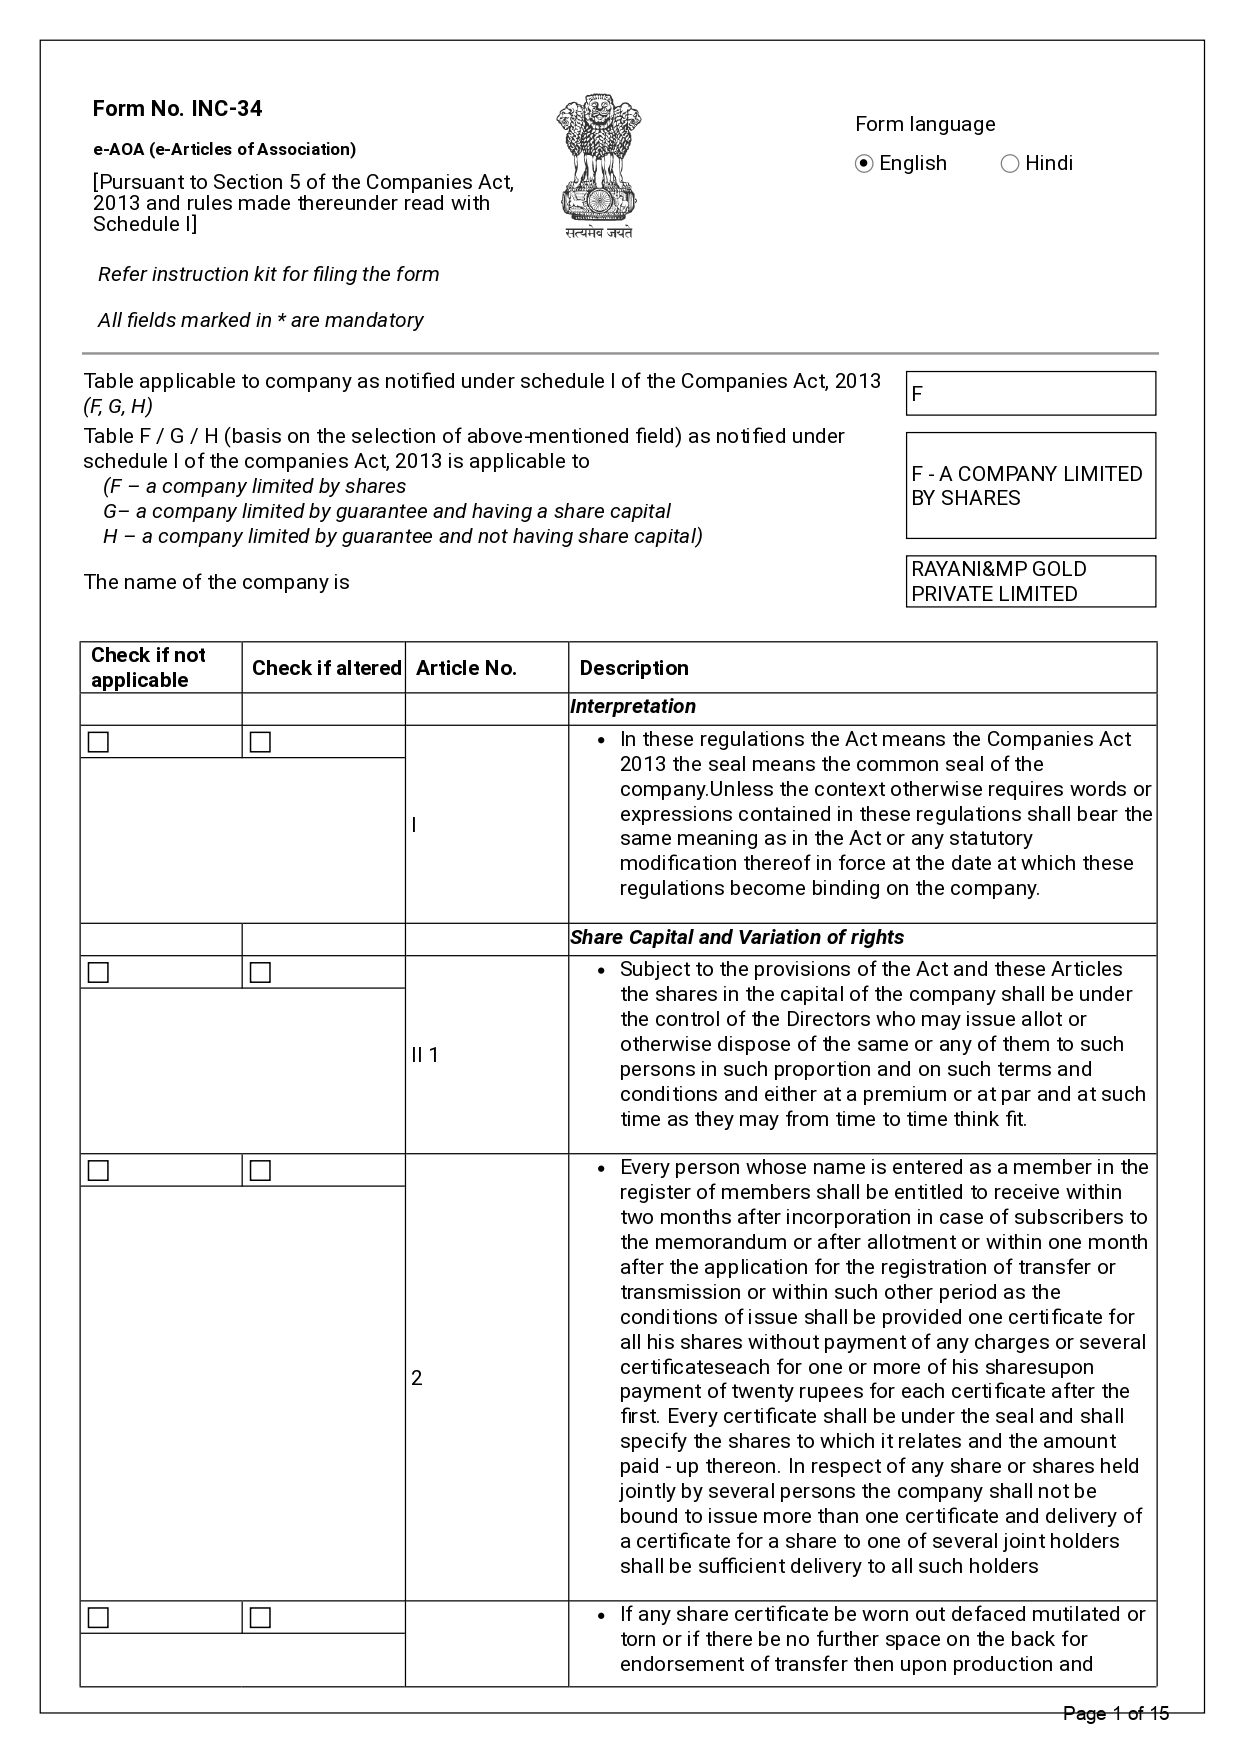 Form No. INC-34
e-AOA (e-Articles of Association)
[Pursuant to Section 5 of the Companies Act,
2013 and rules made thereunder read with
Schedule I]
सत्यमेव जयते
Form language
English
Hindi
Refer instruction kit for filing the form
All fields marked in * are mandatory
Table applicable to company as notified under schedule I of the Companies Act, 2013
(F, G, H)
F
Table F / G / H (basis on the selection of above-mentioned field) as notified under
schedule I of the companies Act, 2013 is applicable to
(F – a company limited by shares
G– a company limited by guarantee and having a share capital
H – a company limited by guarantee and not having share capital)
F - A COMPANY LIMITED
BY SHARES
The name of the company is
RAYANI&MP GOLD
PRIVATE LIMITED
Check if not
applicable
Check if altered
Article No.
Description
Interpretation
I
• In these regulations the Act means the Companies Act
2013 the seal means the common seal of the
company.Unless the context otherwise requires words or
expressions contained in these regulations shall bear the
same meaning as in the Act or any statutory
modification thereof in force at the date at which these
regulations become binding on the company.
Share Capital and Variation of rights
II 1
• Subject to the provisions of the Act and these Articles
the shares in the capital of the company shall be under
the control of the Directors who may issue allot or
otherwise dispose of the same or any of them to such
persons in such proportion and on such terms and
conditions and either at a premium or at par and at such
time as they may from time to time think fit.
2
• Every person whose name is entered as a member in the
register of members shall be entitled to receive within
two months after incorporation in case of subscribers to
the memorandum or after allotment or within one month
after the application for the registration of transfer or
transmission or within such other period as the
conditions of issue shall be provided one certificate for
all his shares without payment of any charges or several
certificateseach for one or more of his sharesupon
payment of twenty rupees for each certificate after the
first. Every certificate shall be under the seal and shall
specify the shares to which it relates and the amount
paid - up thereon. In respect of any share or shares held
jointly by several persons the company shall not be
bound to issue more than one certificate and delivery of
a certificate for a share to one of several joint holders
shall be sufficient delivery to all such holders
• If any share certificate be worn out defaced mutilated or
torn or if there be no further space on the back for
endorsement of transfer then upon production and
Page 1 of 15